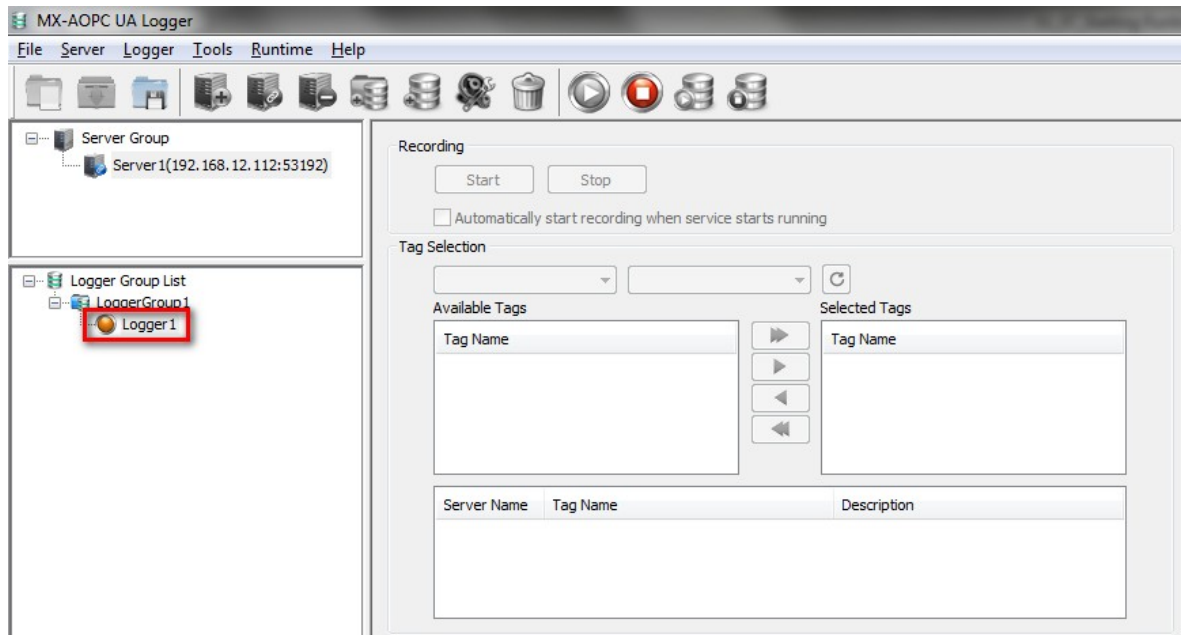 MX-AOPC UA Logger
File Server Logger Tools Runtime Help
Server Group
Server1(192.168.12.112:53192)
Logger Group List
LoggerGroup1
Logger1
Recording
Start Stop
Automatically start recording when service starts running
Tag Selection
Available Tags Selected Tags
Tag Name Tag Name
Server Name Tag Name Description